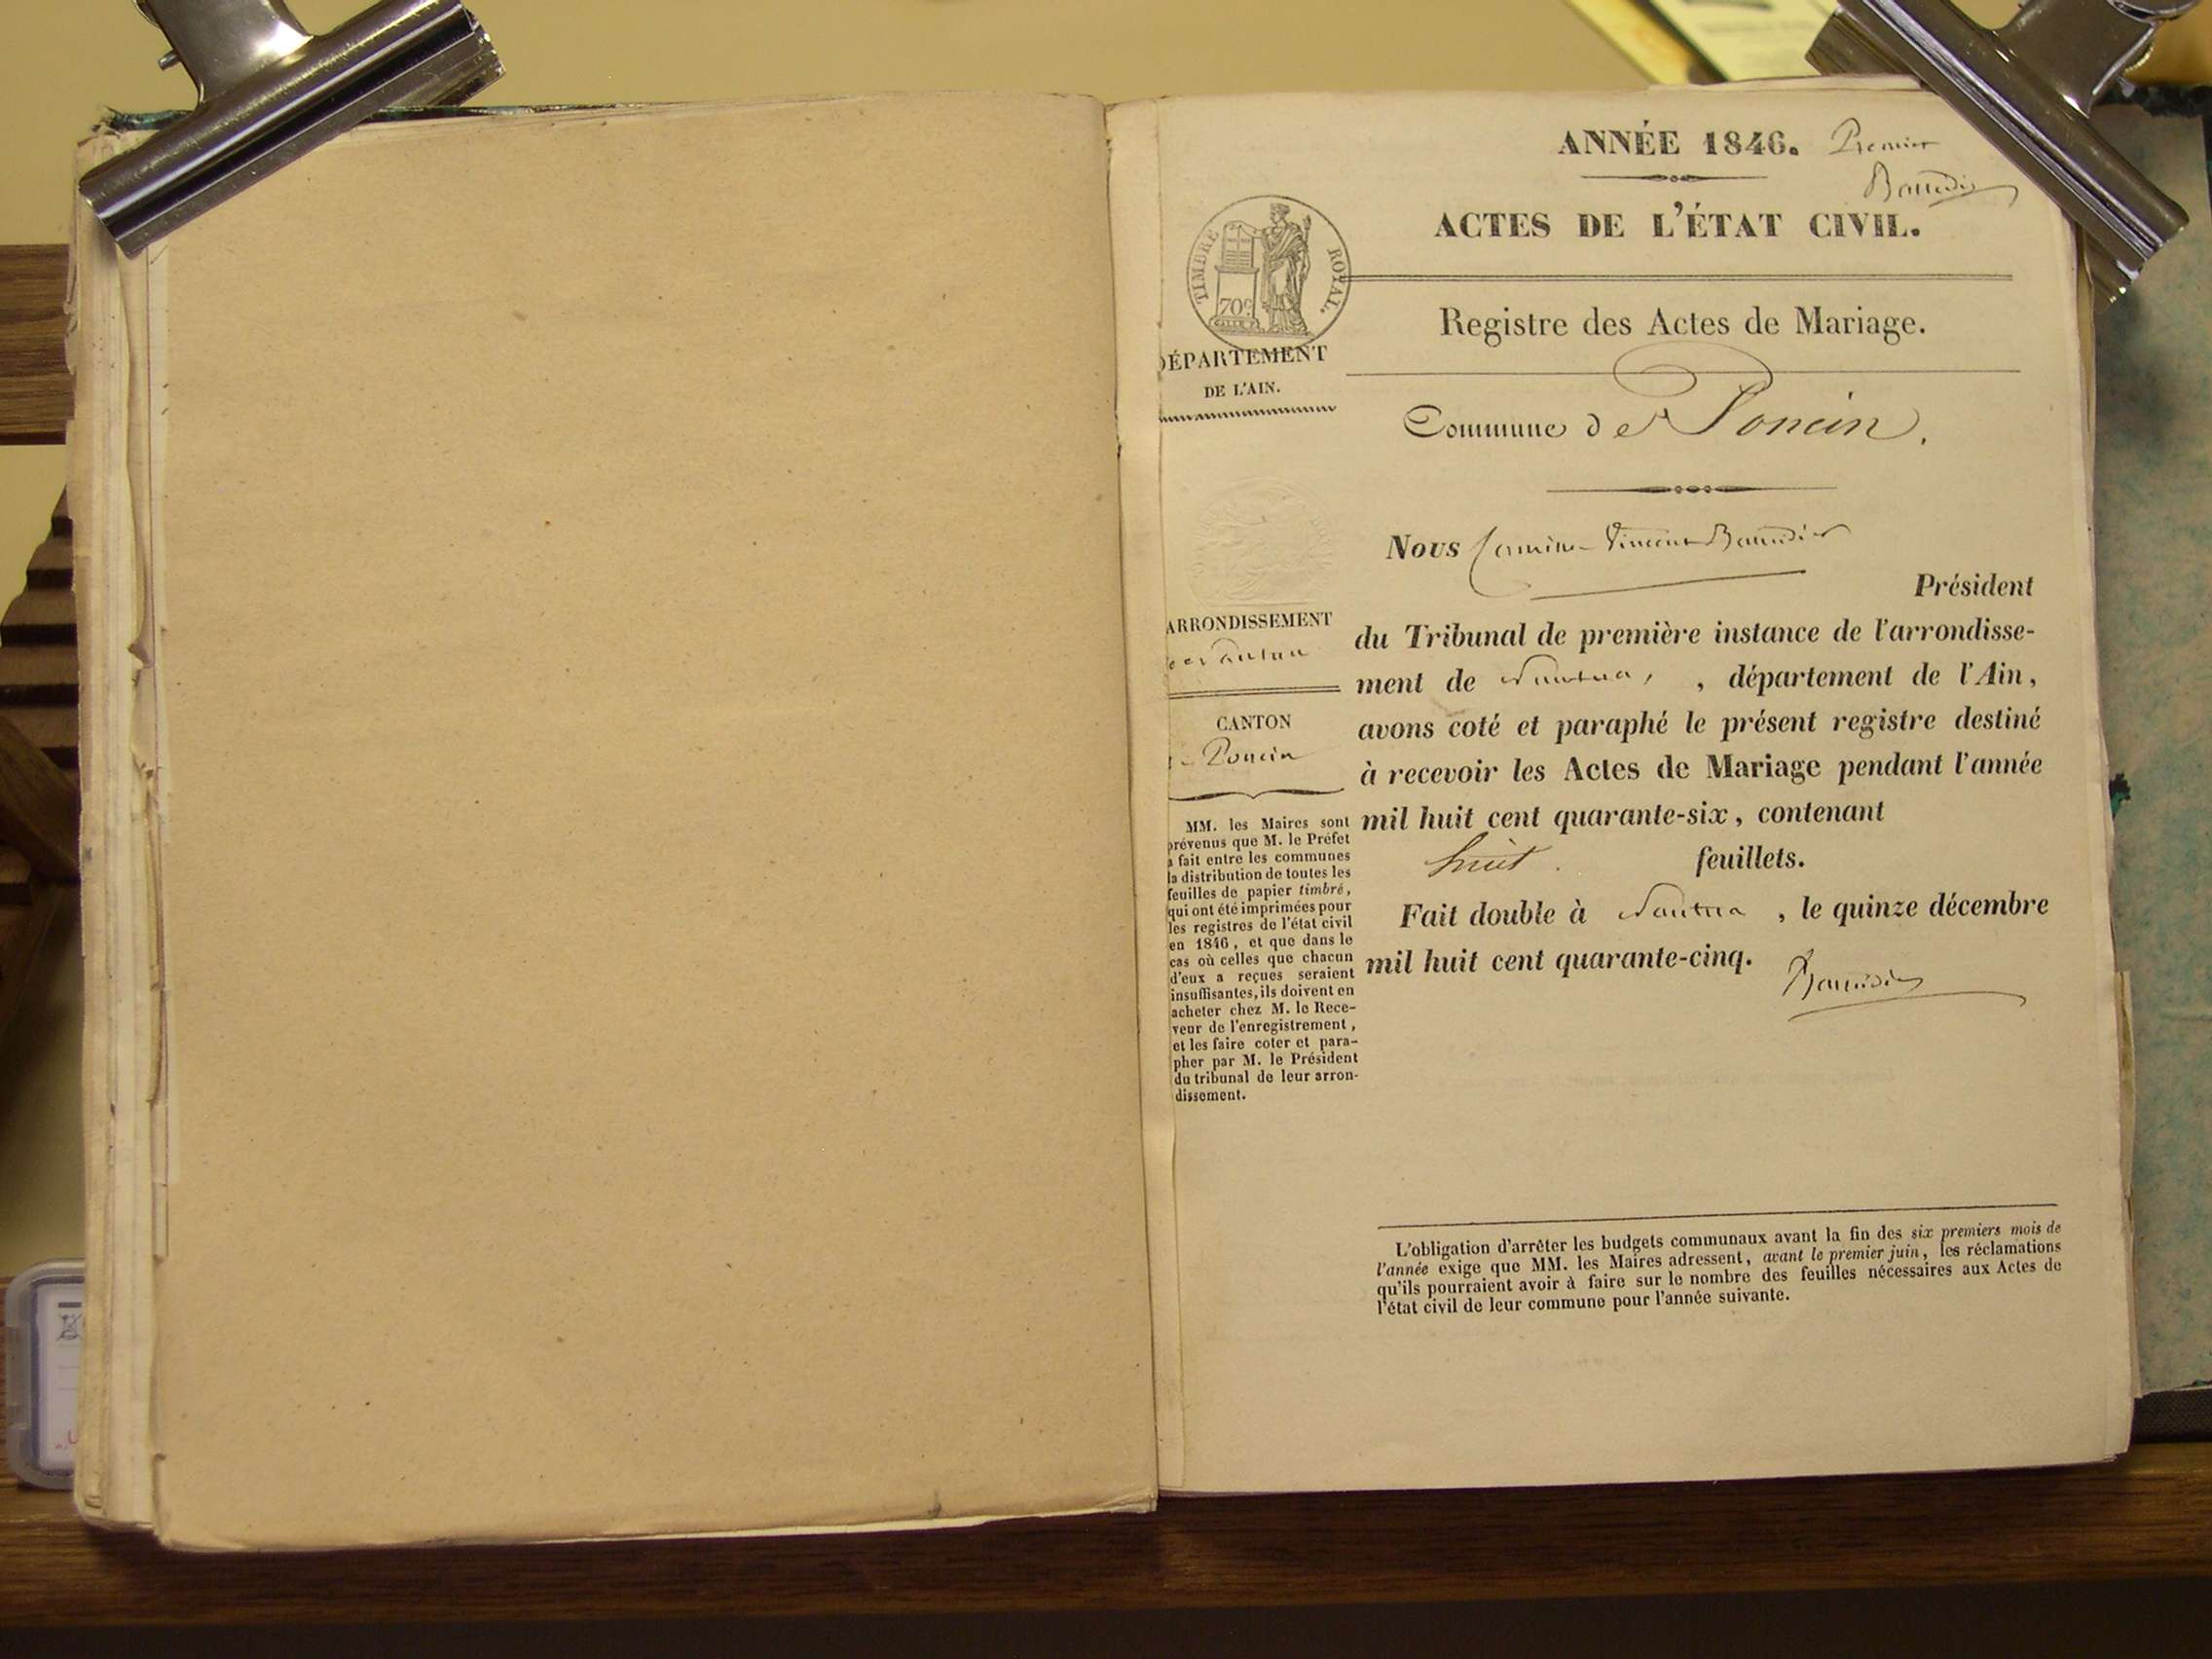 ANNÉE 1846. Premier
Baudier
ACTES DE L'ÉTAT CIVIL.
TIMBRE ROYAL.
70c
Registre des Actes de Mariage.
DÉPARTEMENT
DE L'AIN.
Commune de Poncin.
Nous Vincent Baudier
Président
ARRONDISSEMENT
de Nantua
du Tribunal de première instance de l'arrondisse-
ment de Nantua, , département de l'Ain,
CANTON
Poncin
avons coté et paraphé le présent registre destiné
à recevoir les Actes de Mariage pendant l'année
mil huit cent quarante-six, contenant
huit. feuillets.
Fait double à Nantua, le quinze décembre
mil huit cent quarante-cinq.
Baudier
MM. les Maires sont
prévenus que M. le Préfet
a fait entre les communes
la distribution de toutes les
feuilles de papier timbré,
qui ont été imprimées pour
les registres de l'état civil
en 1846, et que dans le
cas où celles que chacun
d'eux a reçues seraient
insuffisantes, ils doivent en
acheter chez M. le Rece-
veur de l'enregistrement,
et les faire coter et para-
pher par M. le Président
du tribunal de leur arron-
dissement.
L'obligation d'arrêter les budgets communaux avant la fin des six premiers mois de
l'année exige que MM. les Maires adressent, avant le premier juin, les réclamations
qu'ils pourraient avoir à faire sur le nombre des feuilles nécessaires aux Actes de
l'état civil de leur commune pour l'année suivante.